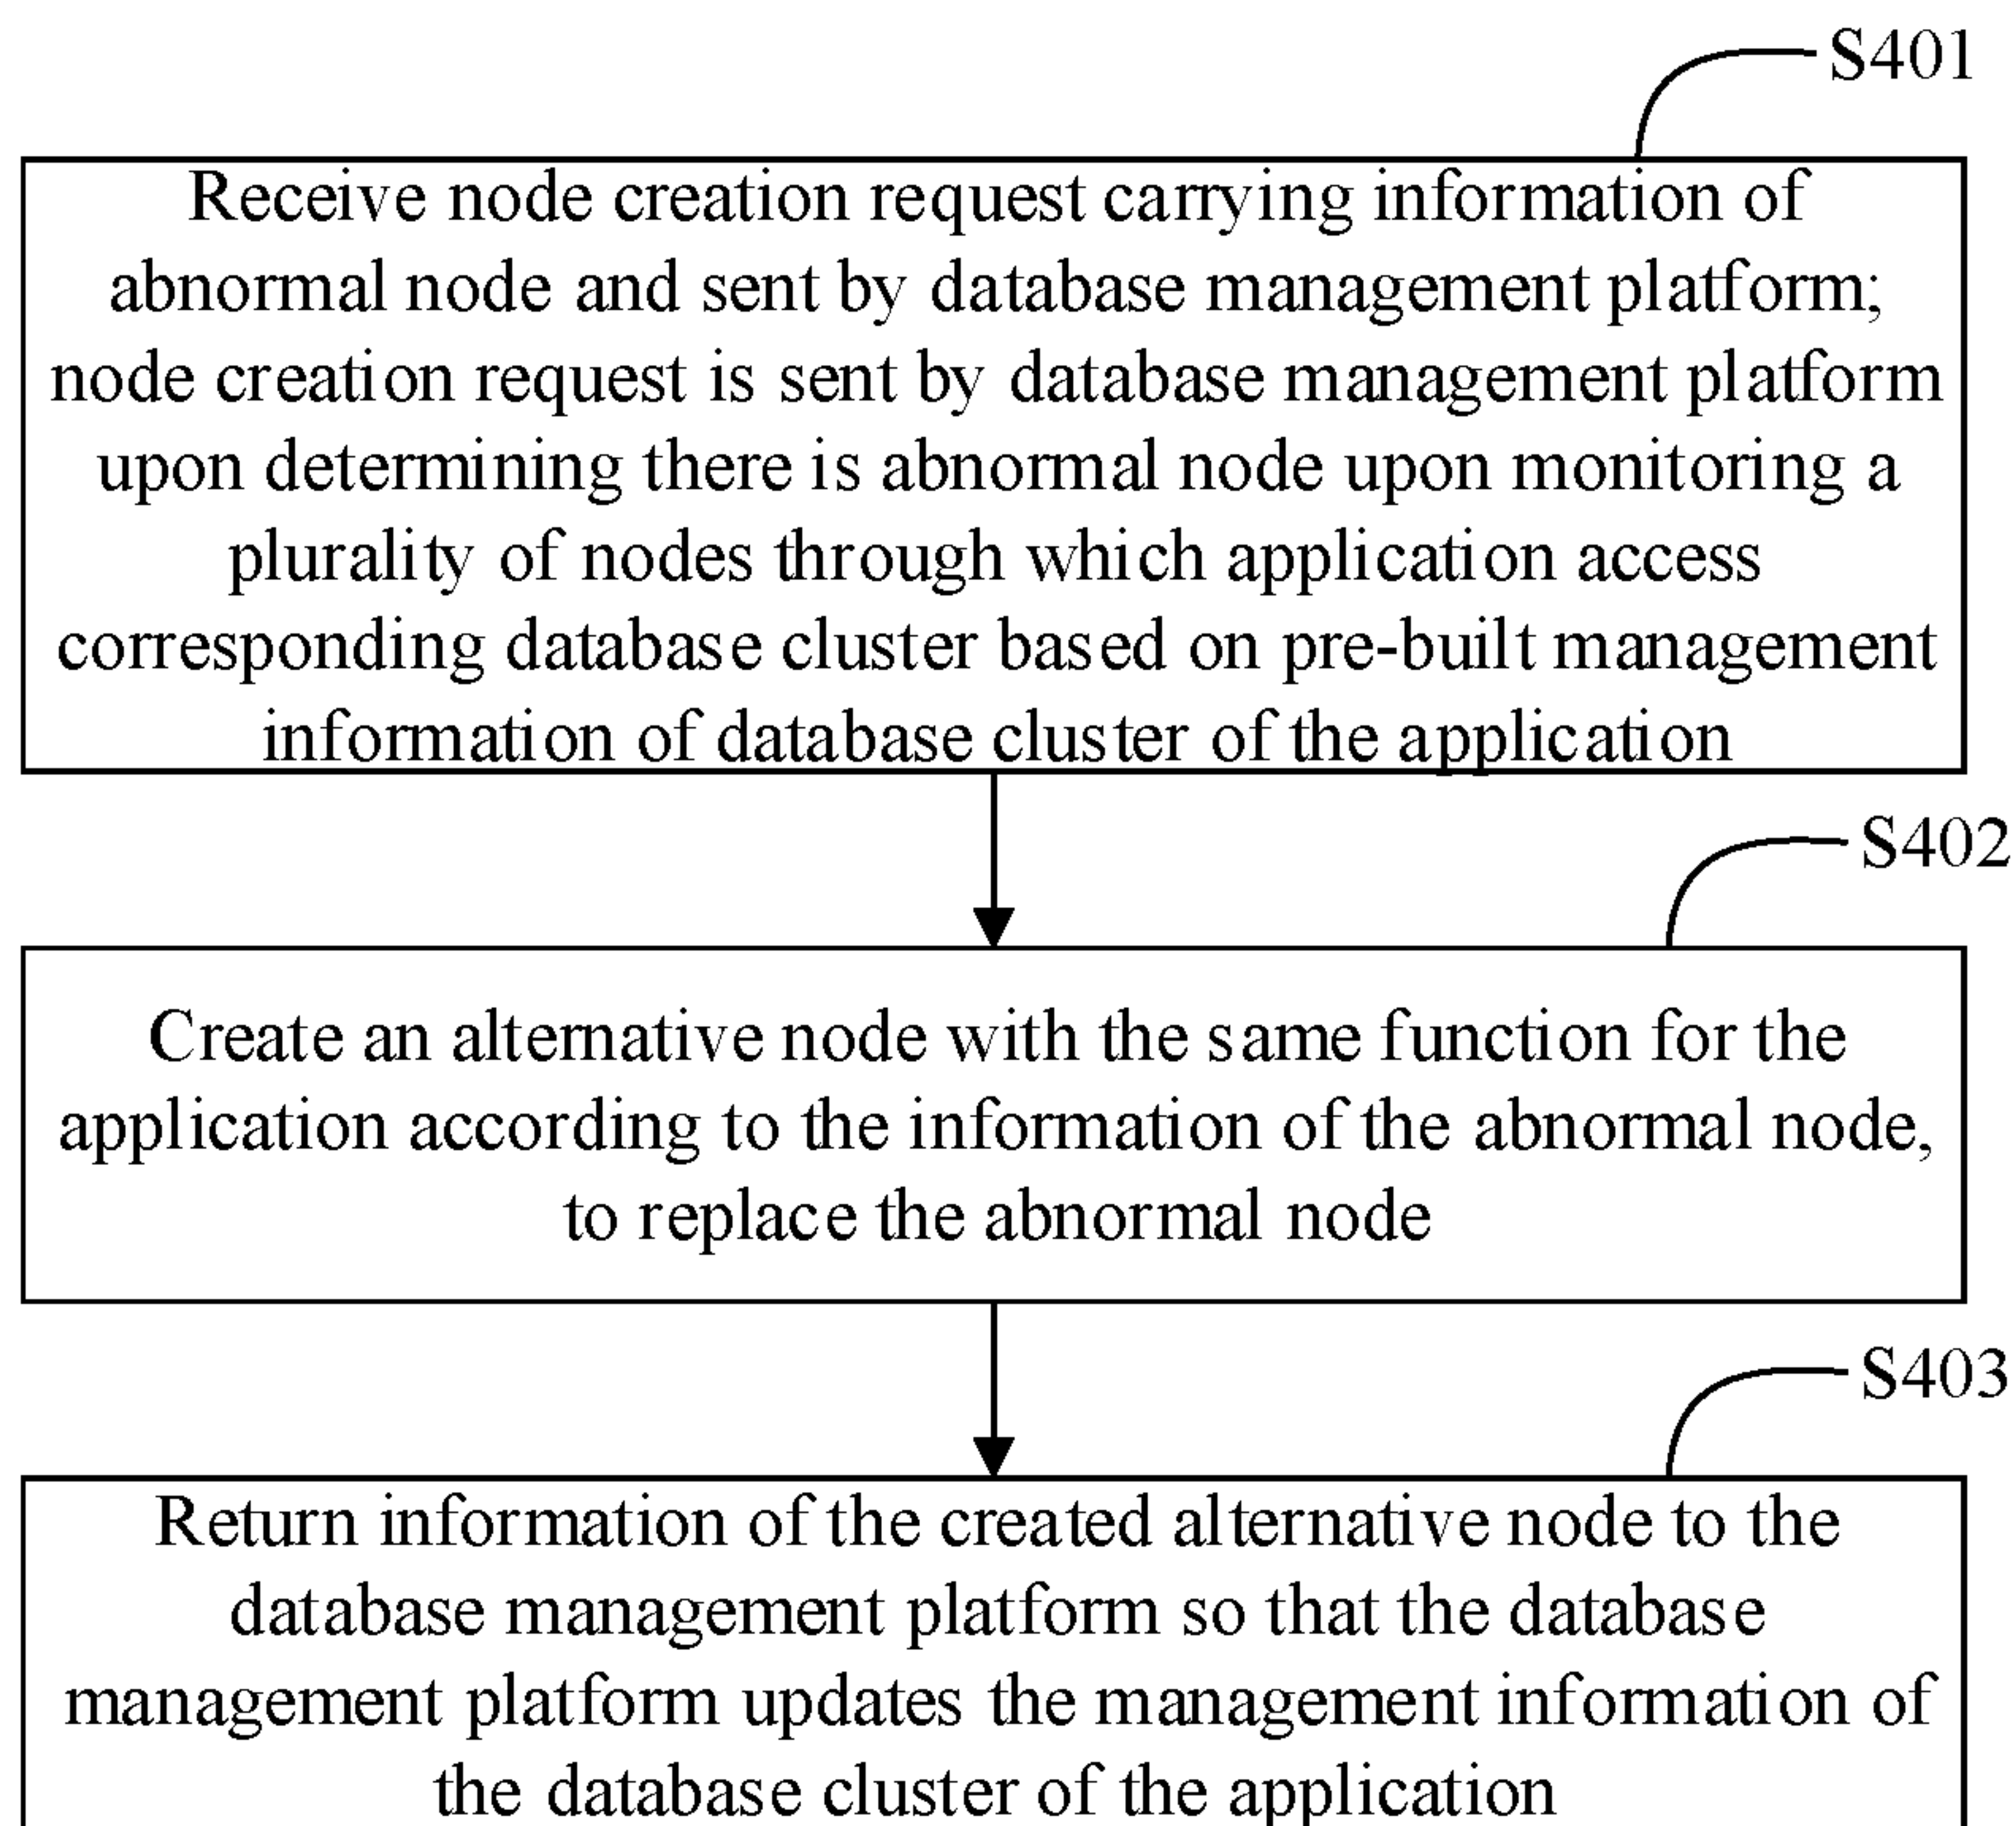 S401
Receive node creation request carrying information of
abnormal node and sent by database management platform;
node creation request is sent by database management platform
upon determining there is abnormal node upon monitoring a
plurality of nodes through which application access
corresponding database cluster based on pre-built management
information of database cluster of the application
S402
Create an alternative node with the same function for the
application according to the information of the abnormal node,
to replace the abnormal node
S403
Return information of the created alternative node to the
database management platform so that the database
management platform updates the management information of
the database cluster of the application